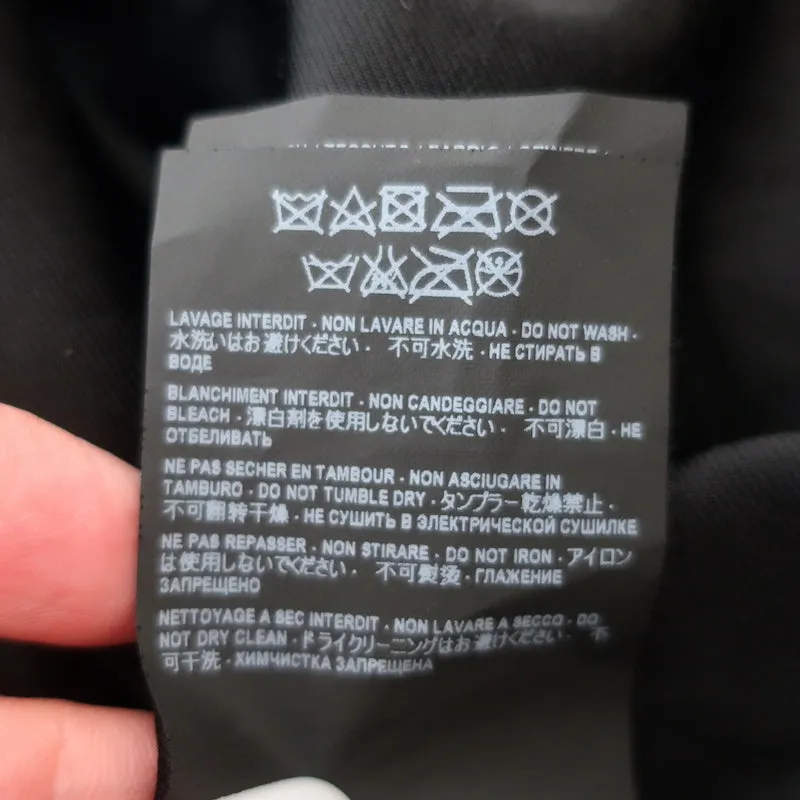 LAVAGE INTERDIT · NON LAVARE IN ACQUA · DO NOT WASH ·
水洗いはお避けください · 不可水洗 · НЕ СТИРАТЬ В
ВОДЕ
BLANCHIMENT INTERDIT · NON CANDEGGIARE · DO NOT
BLEACH · 漂白剤を使用しないでください · 不可漂白 · НЕ
ОТБЕЛИВАТЬ
NE PAS SECHER EN TAMBOUR · NON ASCIUGARE IN
TAMBURO · DO NOT TUMBLE DRY · タンブラー乾燥禁止 ·
不可翻转干燥 · НЕ СУШИТЬ В ЭЛЕКТРИЧЕСКОЙ СУШИЛКЕ
NE PAS REPASSER · NON STIRARE · DO NOT IRON · アイロン
は使用しないでください · 不可熨烫 · ГЛАЖЕНИЕ
ЗАПРЕЩЕНО
NETTOYAGE A SEC INTERDIT · NON LAVARE A SECCO · DO
NOT DRY CLEAN · ドライクリーニングはお避けください · 不
可干洗 · ХИМЧИСТКА ЗАПРЕЩЕНА